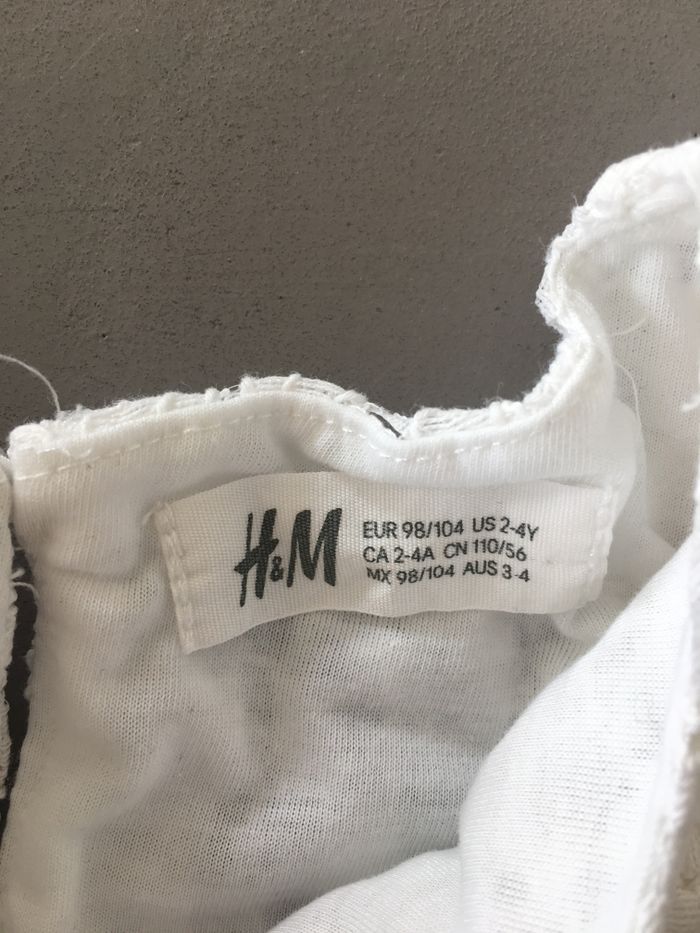 H&M
EUR 98/104 US 2-4Y
CA 2-4A CN 110/56
MX 98/104 AUS 3-4